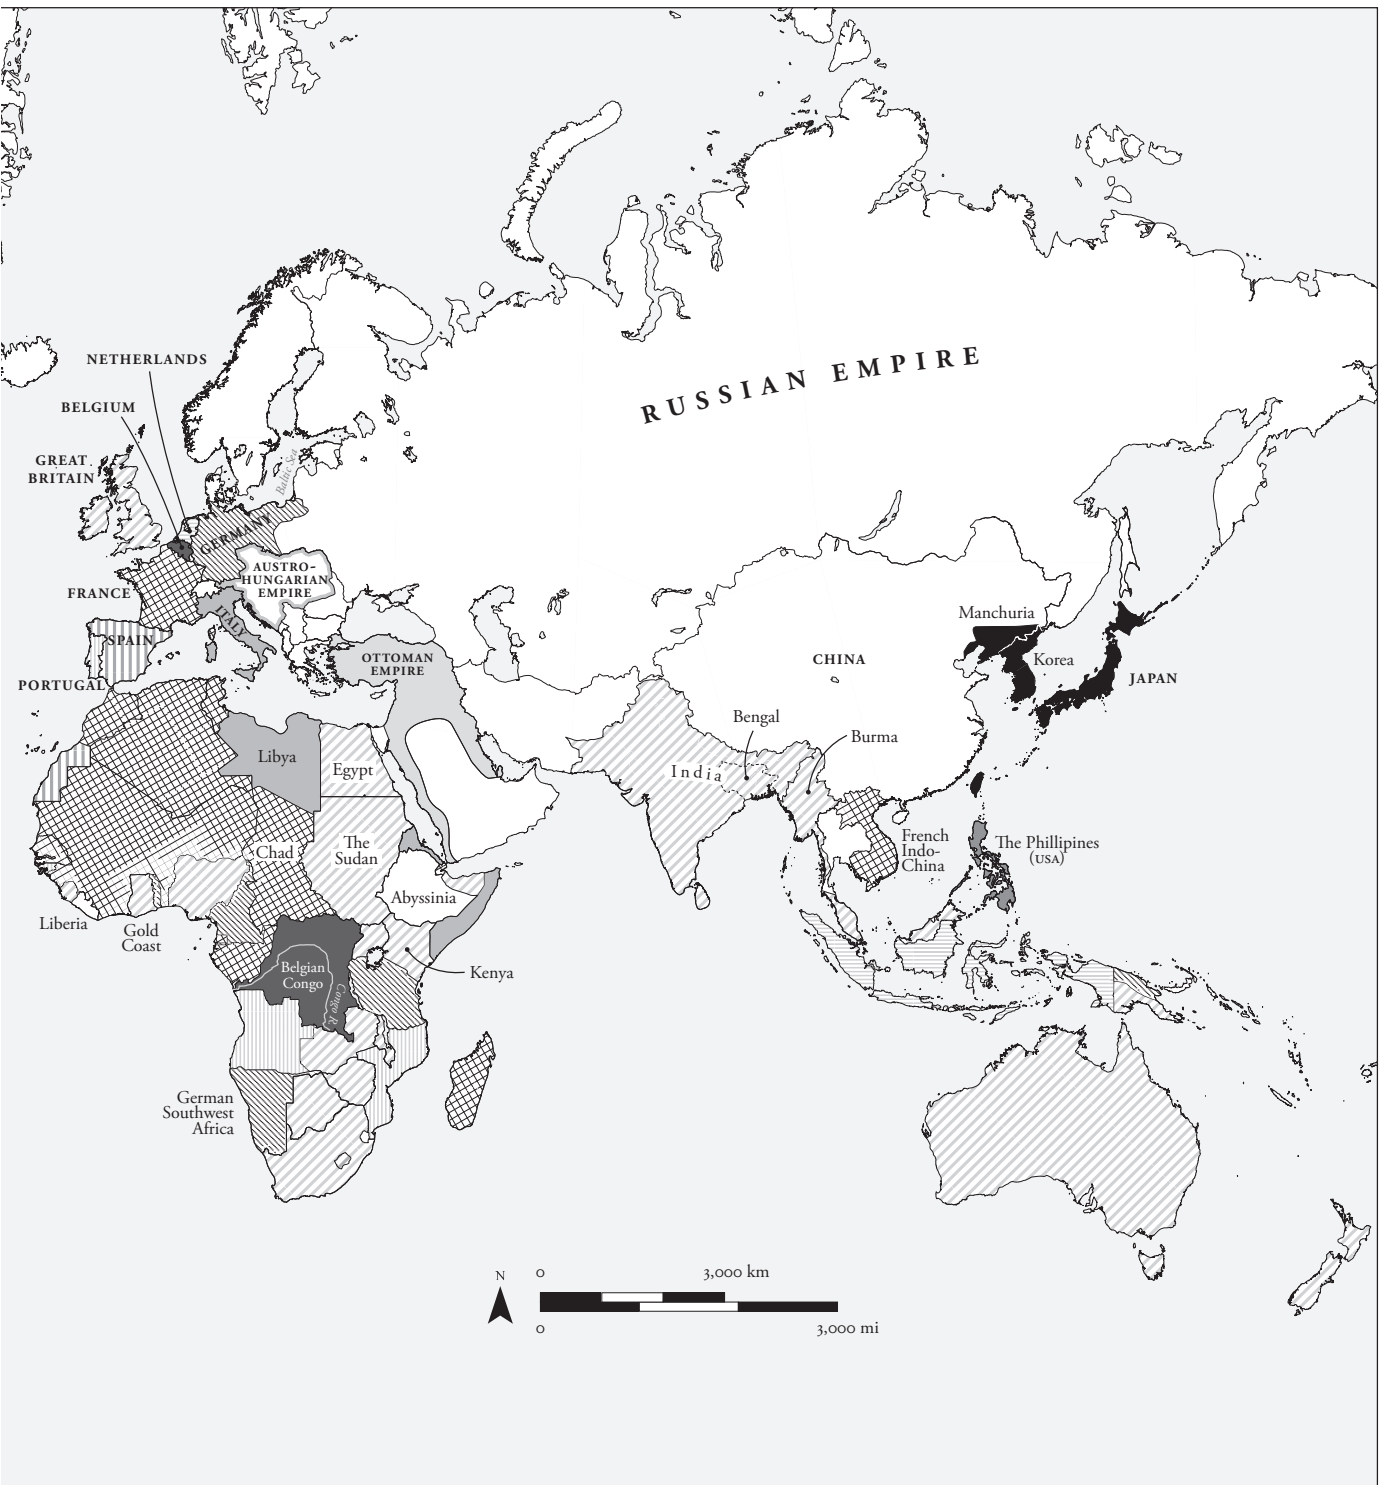 RUSSIAN EMPIRE
NETHERLANDS
BELGIUM
GREAT
BRITAIN
Baltic Sea
GERMANY
AUSTRO-
HUNGARIAN
EMPIRE
FRANCE
ITALY
SPAIN
PORTUGAL
OTTOMAN
EMPIRE
Manchuria
Korea
CHINA
JAPAN
Bengal
Burma
India
Libya
Egypt
The
Sudan
Chad
French
Indo-
China
The Phillipines
(USA)
Abyssinia
Liberia
Gold
Coast
Kenya
Belgian
Congo
Congo R.
German
Southwest
Africa
N
0
3,000 km
0
3,000 mi